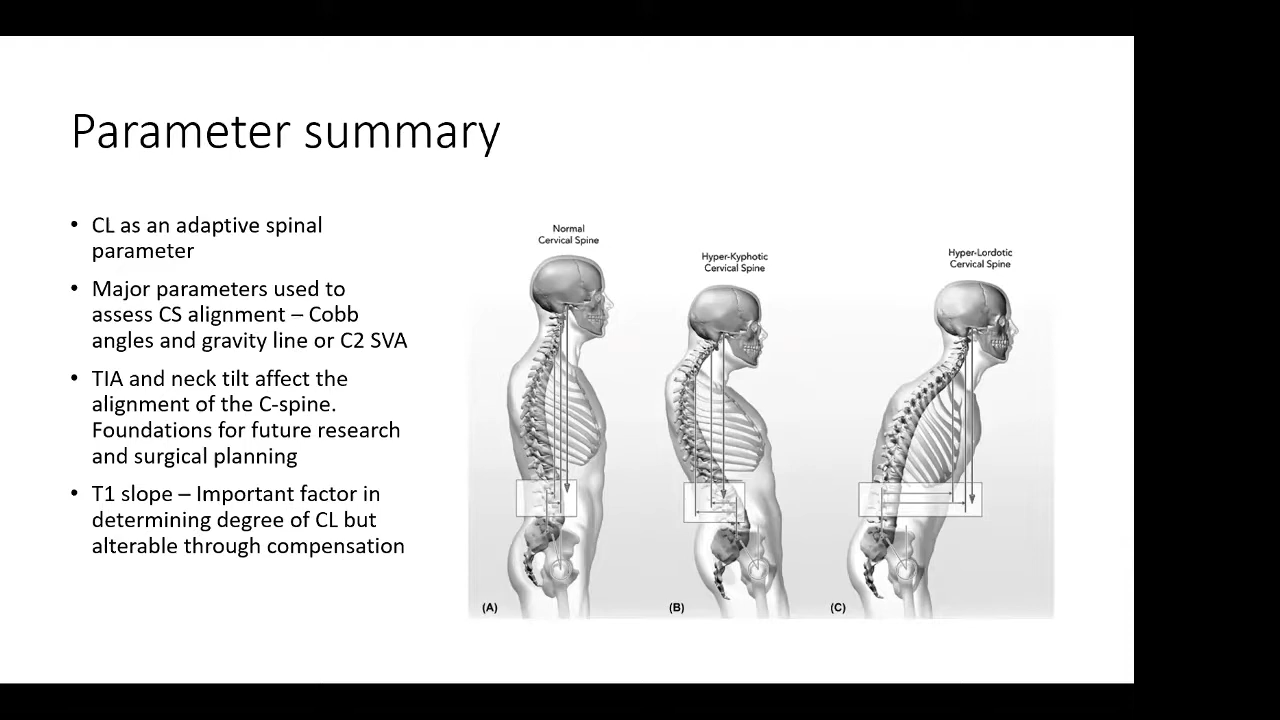 Parameter summary
• CL as an adaptive spinal
parameter
• Major parameters used to
assess CS alignment – Cobb
angles and gravity line or C2 SVA
• TIA and neck tilt affect the
alignment of the C-spine.
Foundations for future research
and surgical planning
• T1 slope – Important factor in
determining degree of CL but
alterable through compensation
Normal
Cervical Spine
Hyper-Kyphotic
Cervical Spine
Hyper-Lordotic
Cervical Spine
(A)
(B)
(C)